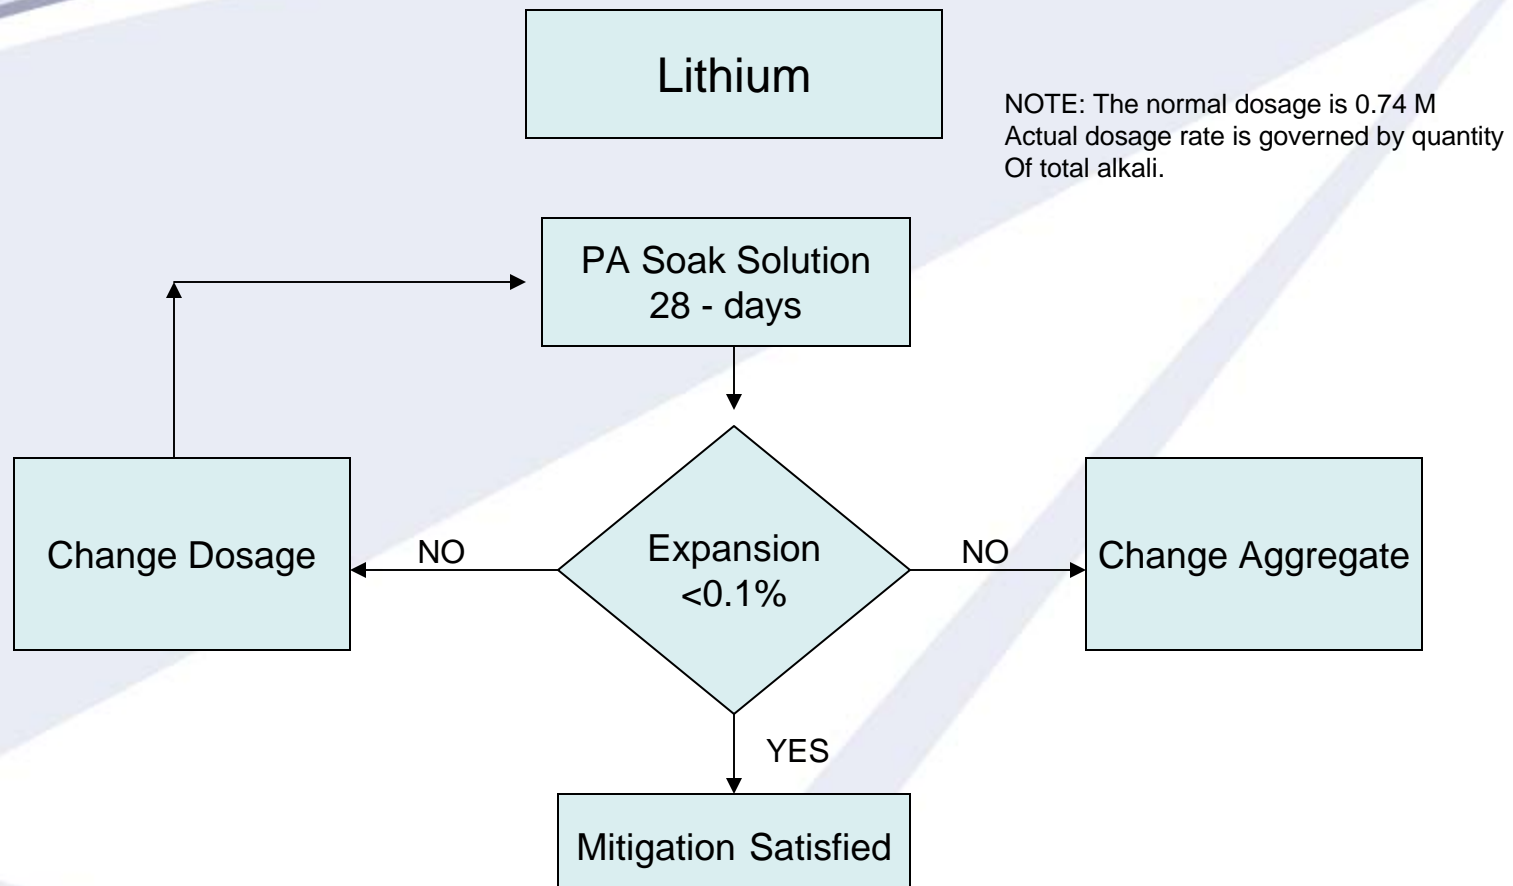 Lithium
NOTE: The normal dosage is 0.74 M
Actual dosage rate is governed by quantity
Of total alkali.
PA Soak Solution
28 - days
Change Dosage
NO
Expansion
<0.1%
NO
Change Aggregate
YES
Mitigation Satisfied